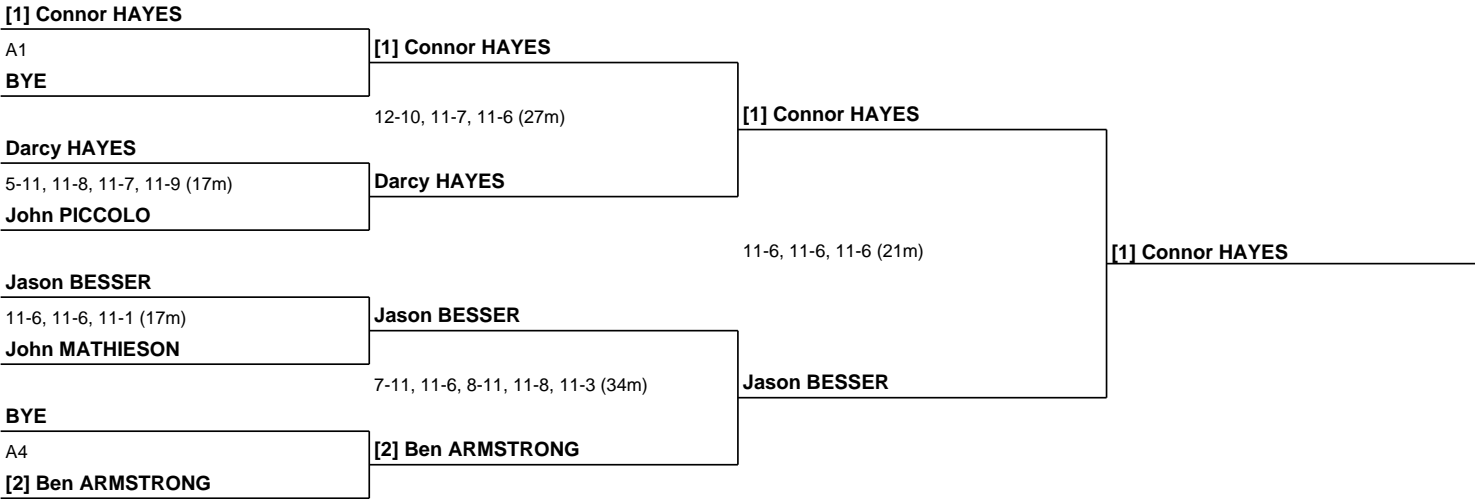 [1] Connor HAYES
A1
BYE
Darcy HAYES
5-11, 11-8, 11-7, 11-9 (17m)
John PICCOLO
Jason BESSER
11-6, 11-6, 11-1 (17m)
John MATHIESON
BYE
A4
[2] Ben ARMSTRONG
[1] Connor HAYES
12-10, 11-7, 11-6 (27m)
Darcy HAYES
Jason BESSER
7-11, 11-6, 8-11, 11-8, 11-3 (34m)
[2] Ben ARMSTRONG
[1] Connor HAYES
11-6, 11-6, 11-6 (21m)
Jason BESSER
[1] Connor HAYES